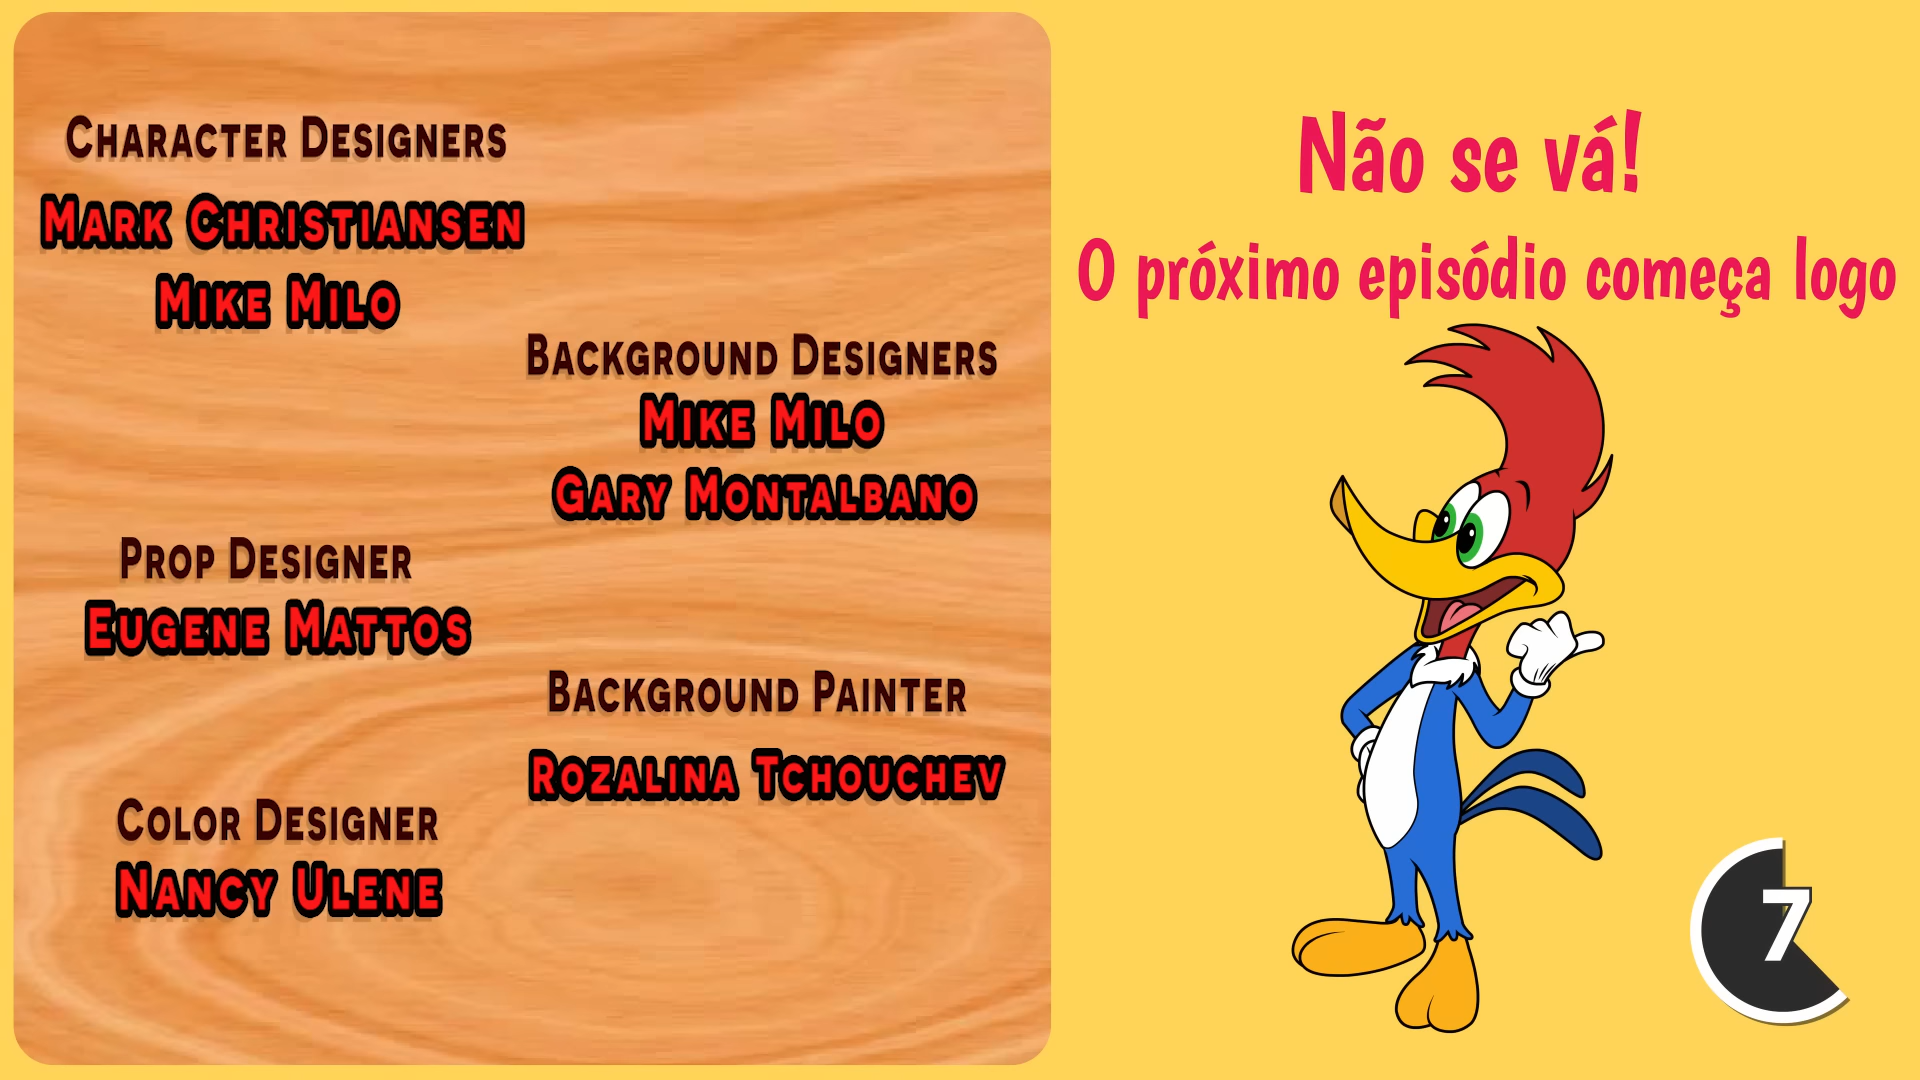 Character Designers
Mark Christiansen
Mike Milo
Background Designers
Mike Milo
Gary Montalbano
Prop Designer
Eugene Mattos
Background Painter
Rozalina Tchouchev
Color Designer
Nancy Ulene
Não se vá!
O próximo episódio começa logo
7